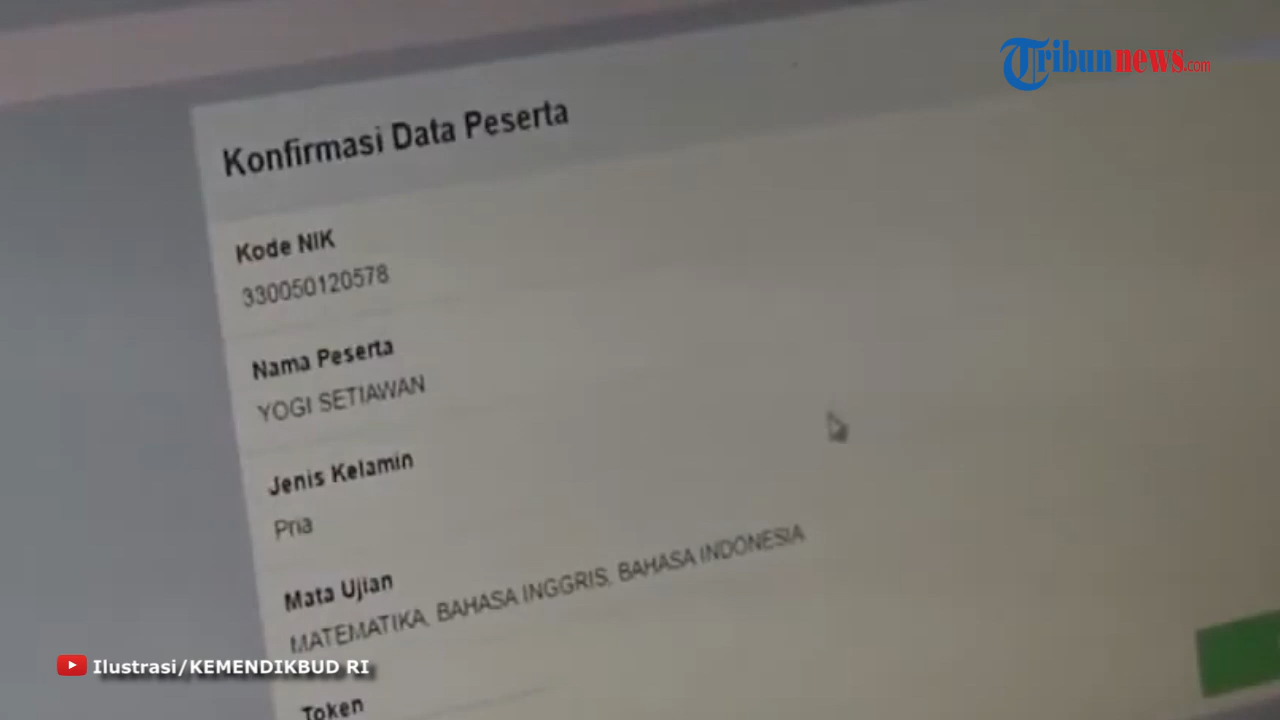 Tribunnews.com
Konfirmasi Data Peserta
Kode NIK
330050120578
Nama Peserta
YOGI SETIAWAN
Jenis Kelamin
Pria
Mata Ujian
MATEMATIKA, BAHASA INGGRIS, BAHASA INDONESIA
Ilustrasi/KEMENDIKBUD RI
Token